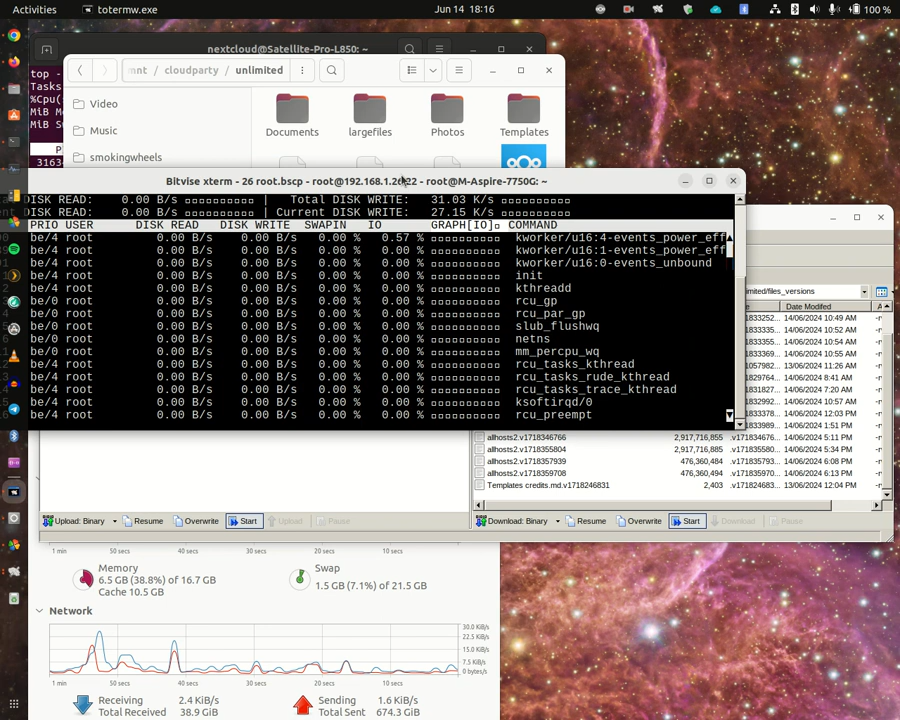 Activities
totermw.exe
Jun 14 18:16
100 %
nextcloud@Satellite-Pro-L850: ~
top -
Tasks
%Cpu(
MiB M
MiB S
P
3163
mnt / cloudparty / unlimited
Video
Music
smokingwheels
Documents
largefiles
Photos
Templates
DISK READ: 0.00 B/s | Total DISK WRITE: 31.03 K/s
DISK READ: 0.00 B/s | Current DISK WRITE: 27.15 K/s
PRIO USER DISK READ DISK WRITE SWAPIN IO GRAPH[IO] COMMAND
be/4 root 0.00 B/s 0.00 B/s 0.00 % 0.57 % kworker/u16:4-events_power_eff
be/4 root 0.00 B/s 0.00 B/s 0.00 % 0.00 % kworker/u16:1-events_power_eff
be/4 root 0.00 B/s 0.00 B/s 0.00 % 0.00 % kworker/u16:0-events_unbound
be/4 root 0.00 B/s 0.00 B/s 0.00 % 0.00 % init
be/4 root 0.00 B/s 0.00 B/s 0.00 % 0.00 % kthreadd
be/0 root 0.00 B/s 0.00 B/s 0.00 % 0.00 % rcu_gp
be/0 root 0.00 B/s 0.00 B/s 0.00 % 0.00 % rcu_par_gp
be/0 root 0.00 B/s 0.00 B/s 0.00 % 0.00 % slub_flushwq
be/0 root 0.00 B/s 0.00 B/s 0.00 % 0.00 % netns
be/0 root 0.00 B/s 0.00 B/s 0.00 % 0.00 % mm_percpu_wq
be/4 root 0.00 B/s 0.00 B/s 0.00 % 0.00 % rcu_tasks_kthread
be/4 root 0.00 B/s 0.00 B/s 0.00 % 0.00 % rcu_tasks_rude_kthread
be/4 root 0.00 B/s 0.00 B/s 0.00 % 0.00 % rcu_tasks_trace_kthread
be/4 root 0.00 B/s 0.00 B/s 0.00 % 0.00 % ksoftirqd/0
be/4 root 0.00 B/s 0.00 B/s 0.00 % 0.00 % rcu_preempt
mited/files_versions
Date Modifed
1833252... 14/06/2024 10:49 AM
1833335... 14/06/2024 10:52 AM
1833355... 14/06/2024 10:54 AM
1833369... 14/06/2024 10:55 AM
1057982... 13/06/2024 11:26 AM
1829764... 14/06/2024 8:41 AM
1831827... 14/06/2024 7:20 AM
1832992... 14/06/2024 10:57 AM
1833378... 14/06/2024 12:03 PM
1833989... 14/06/2024 1:51 PM
allhosts2.v1718346766 2,917,716,885 .v1834676... 14/06/2024 5:11 PM
allhosts2.v1718355804 2,917,716,855 .v1835580... 14/06/2024 5:34 PM
allhosts2.v1718357939 476,360,484 .v1835793... 14/06/2024 6:08 PM
allhosts2.v1718359708 476,360,494 .v1835970... 14/06/2024 6:13 PM
Templates credits.md.v1718246831 2,403 .v1824683... 13/06/2024 12:04 PM
Upload: Binary
Resume
Overwrite
Start
Upload
Pause
Download: Binary
Resume
Overwrite
Start
Download
Pause
1 min 50 secs 40 secs 30 secs 20 secs 10 secs
Memory
6.5 GB (38.8%) of 16.7 GB
Cache 10.5 GB
Swap
1.5 GB (7.1%) of 21.5 GB
Network
30.0 KiB/s
22.5 KiB/s
15.0 KiB/s
7.5 KiB/s
0 bytes/s
1 min 50 secs 40 secs 30 secs 20 secs 10 secs
Receiving 2.4 KiB/s
Total Received 38.9 GiB
Sending 1.6 KiB/s
Total Sent 674.3 GiB